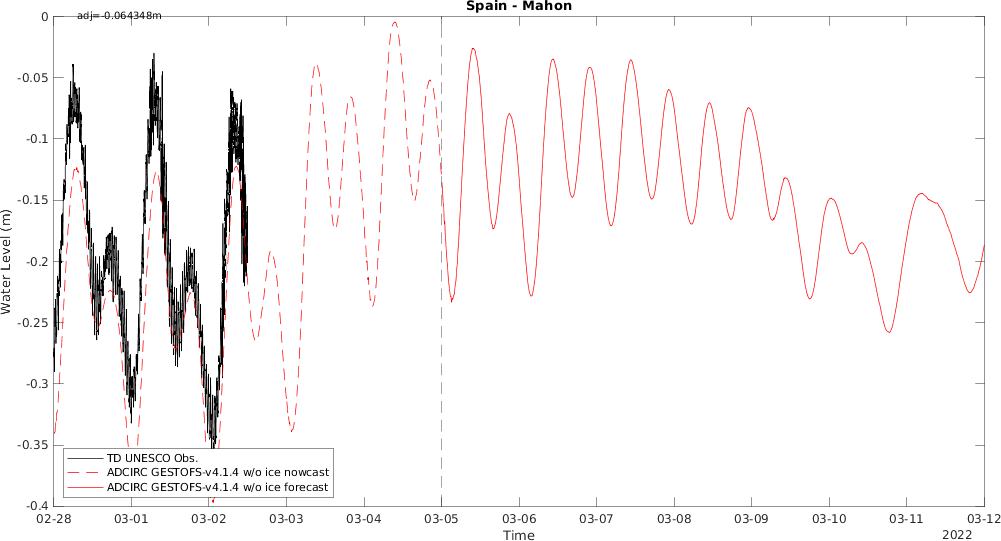 Spain - Mahon
adj=-0.064348m
0
-0.05
-0.1
-0.15
-0.2
-0.25
-0.3
-0.35
-0.4
Water Level (m)
TD UNESCO Obs.
ADCIRC GESTOFS-v4.1.4 w/o ice nowcast
ADCIRC GESTOFS-v4.1.4 w/o ice forecast
02-28 03-01 03-02 03-03 03-04 03-05 03-06 03-07 03-08 03-09 03-10 03-11 03-12
Time
2022